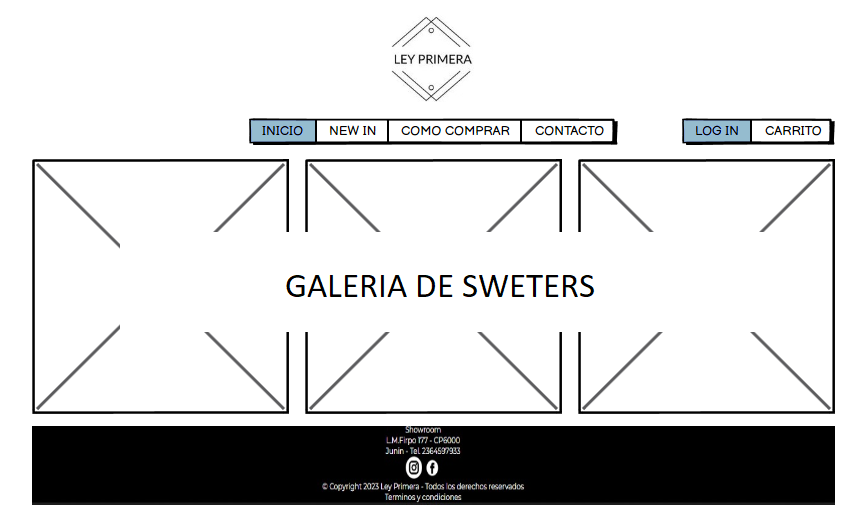 LEY PRIMERA
INICIO NEW IN COMO COMPRAR CONTACTO LOG IN CARRITO
GALERIA DE SWETERS
Showroom
L.M.Firpo 177 - CP6000
Junín - Tel. 2364597933
© Copyright 2023 Ley Primera - Todos los derechos reservados
Terminos y condiciones